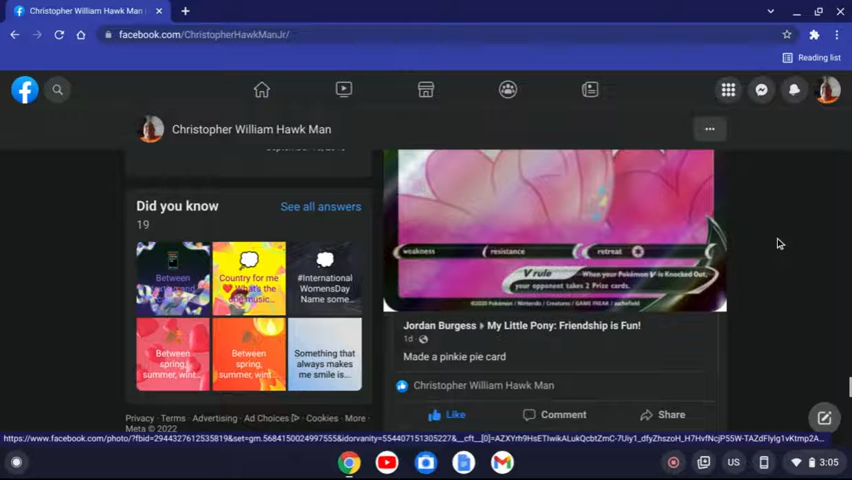 Christopher William Hawk Man
facebook.com/ChristopherHawkManJr/
Reading list
Christopher William Hawk Man
Did you know
See all answers
19
Country for me
❤️ What's the
#International
WomensDay
Name some...
Between
spring,
summer, wint...
Between
spring,
summer, wint...
Something that
always makes
me smile is...
weakness
resistance
retreat
V rule
When your Pokémon V is Knocked Out,
your opponent takes 2 Prize cards.
Jordan Burgess ▸ My Little Pony: Friendship is Fun!
1d
Made a pinkie pie card
Christopher William Hawk Man
Like
Comment
Share
Privacy · Terms · Advertising · Ad Choices · Cookies · More ·
Meta © 2022
US
3:05